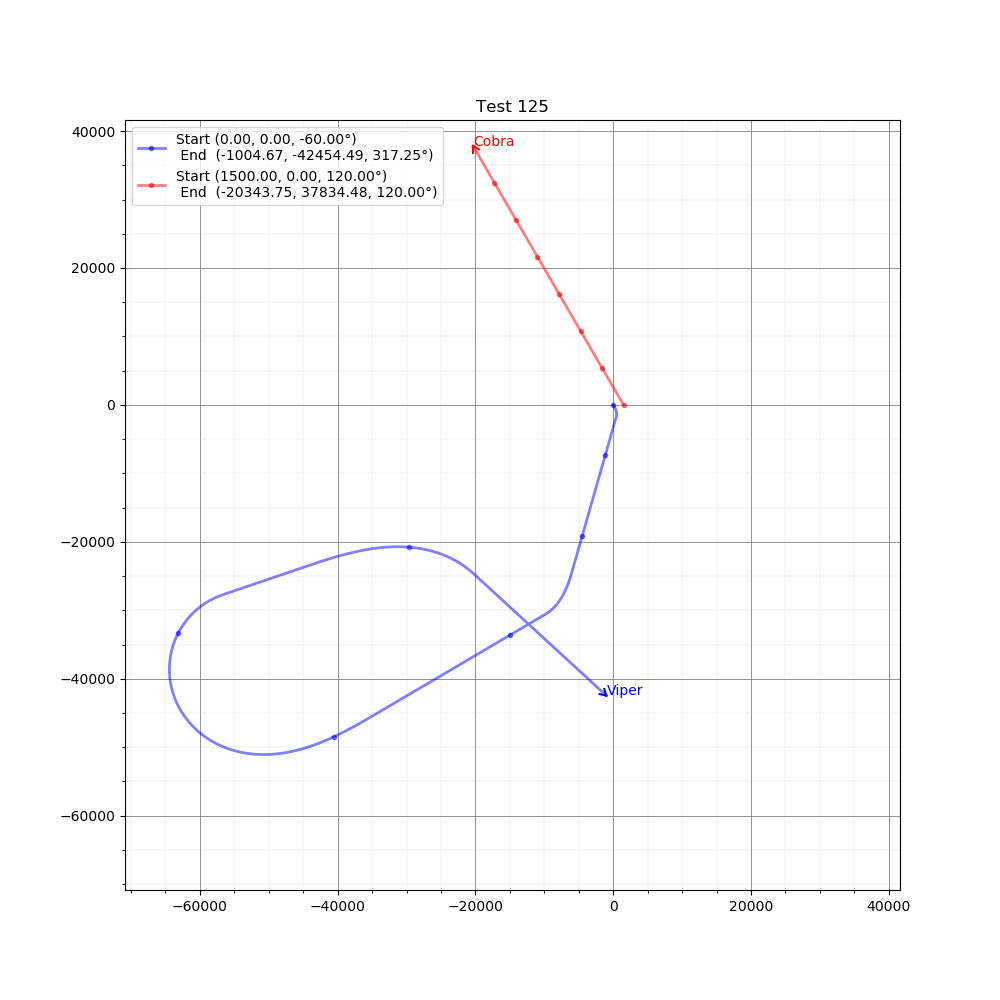 Test 125
Start (0.00, 0.00, -60.00°)
End (-1004.67, -42454.49, 317.25°)
Start (1500.00, 0.00, 120.00°)
End (-20343.75, 37834.48, 120.00°)
Cobra
Viper
40000
20000
0
−20000
−40000
−60000
−60000
−40000
−20000
0
20000
40000